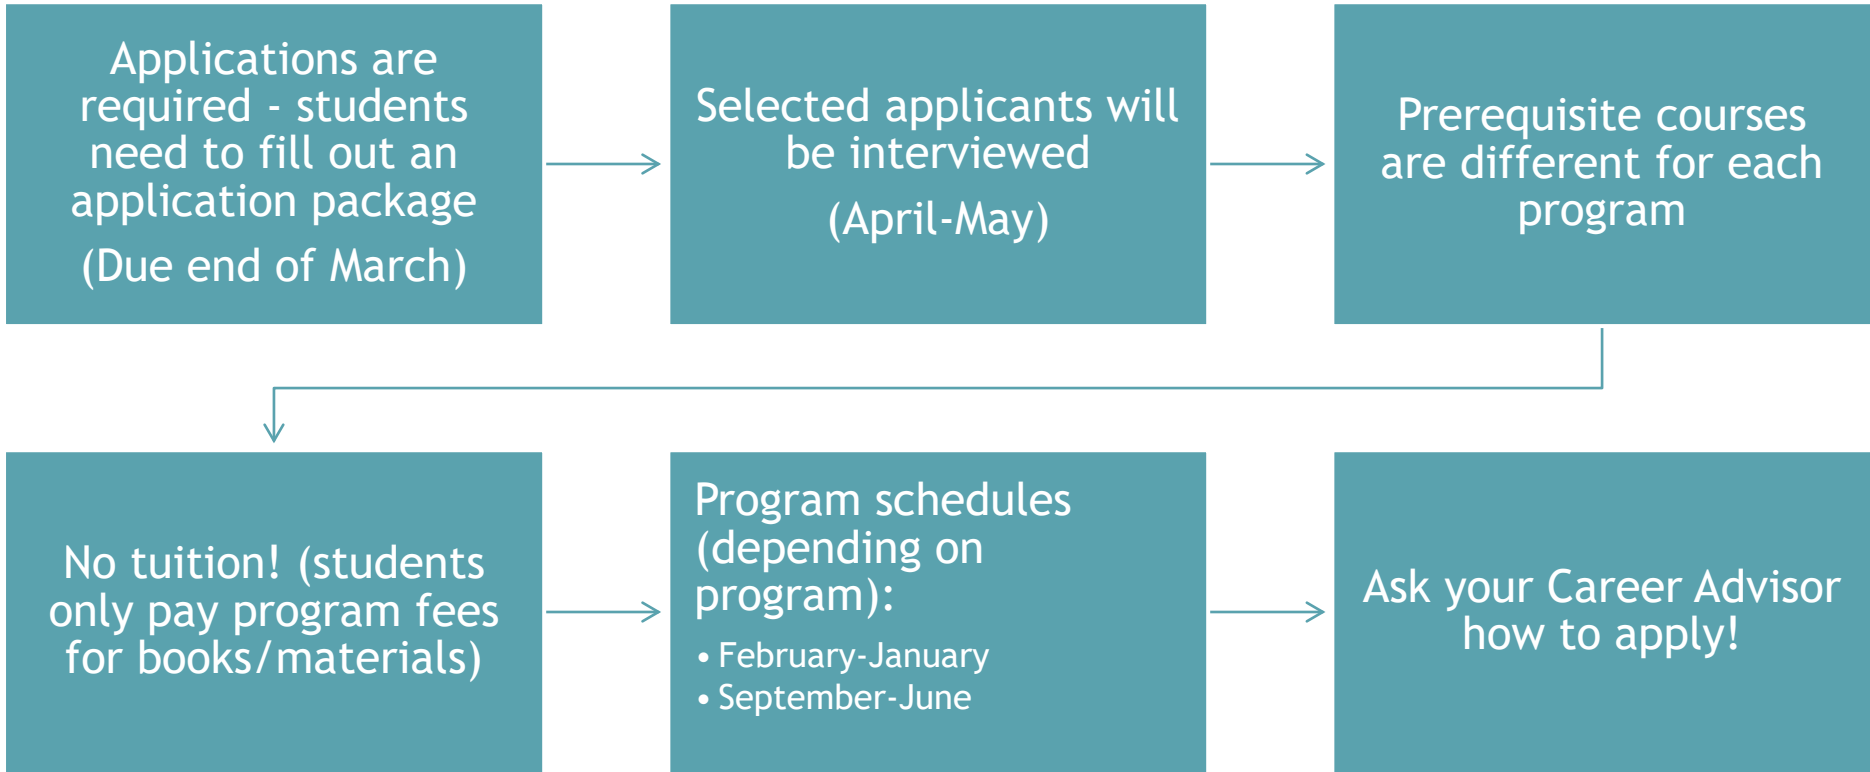 Applications are
required - students
need to fill out an
application package
(Due end of March)
Selected applicants will
be interviewed
(April-May)
Prerequisite courses
are different for each
program
No tuition! (students
only pay program fees
for books/materials)
Program schedules
(depending on
program):
• February-January
• September-June
Ask your Career Advisor
how to apply!